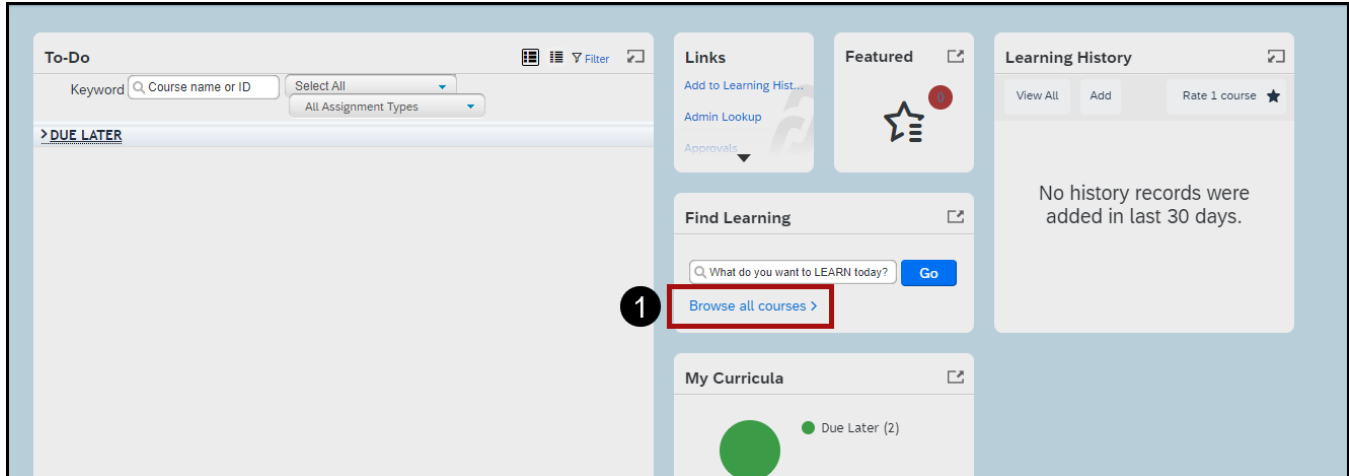 To-Do
Filter
Keyword
Course name or ID
Select All
All Assignment Types
>DUE LATER
Links
Add to Learning Hist...
Admin Lookup
Approvals
Featured
0
Learning History
View All
Add
Rate 1 course
No history records were
added in last 30 days.
Find Learning
What do you want to LEARN today?
Go
1
Browse all courses >
My Curricula
Due Later (2)